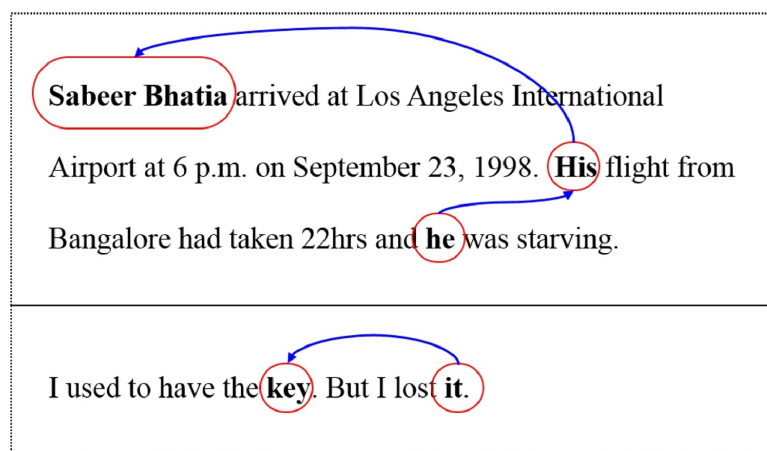 Sabeer Bhatia arrived at Los Angeles International
Airport at 6 p.m. on September 23, 1998. His flight from
Bangalore had taken 22hrs and he was starving.
I used to have the key. But I lost it.